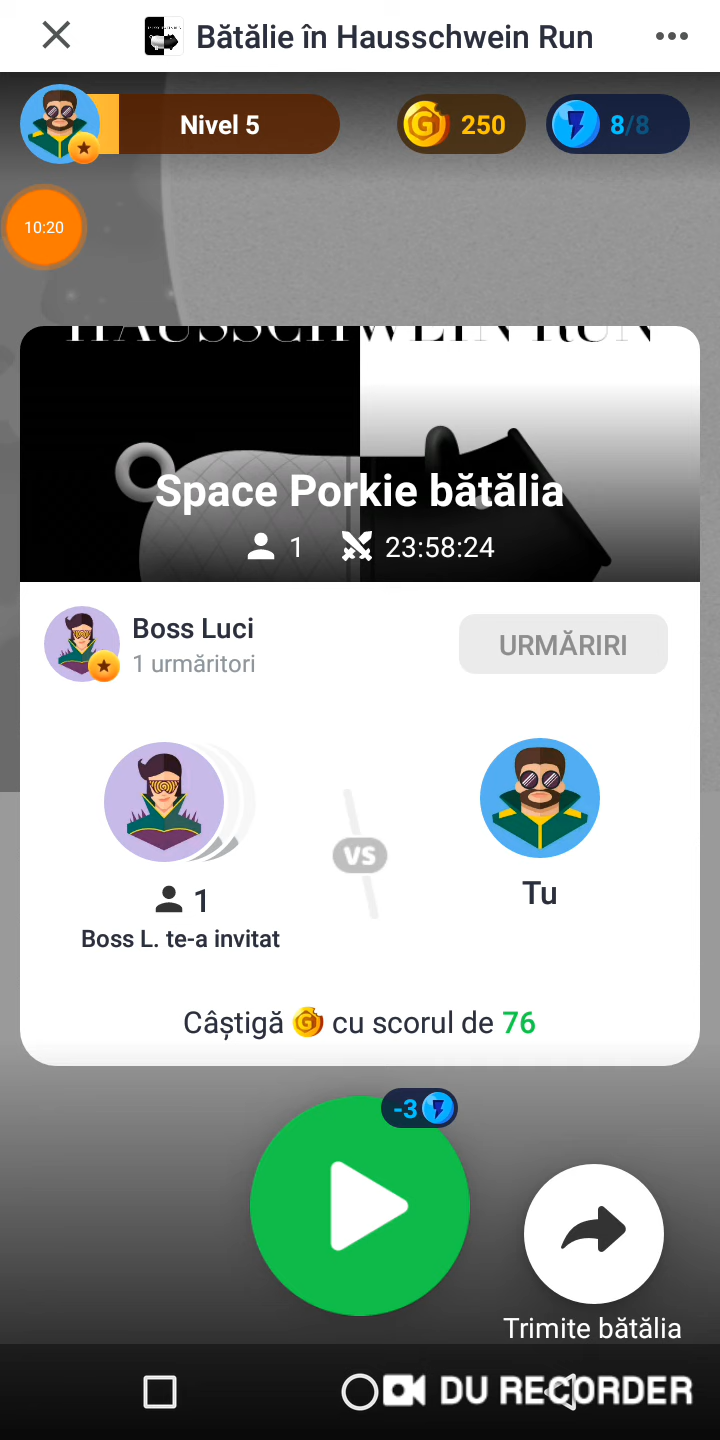 Bătălie în Hausschwein Run
Nivel 5
250
8/8
10:20
HAUSSCHWEIN RUN
Space Porkie bătălia
1
23:58:24
Boss Luci
1 urmăritori
URMĂRIRI
VS
1
Boss L. te-a invitat
Tu
Câștigă G cu scorul de 76
-3
Trimite bătălia
DU RECORDER